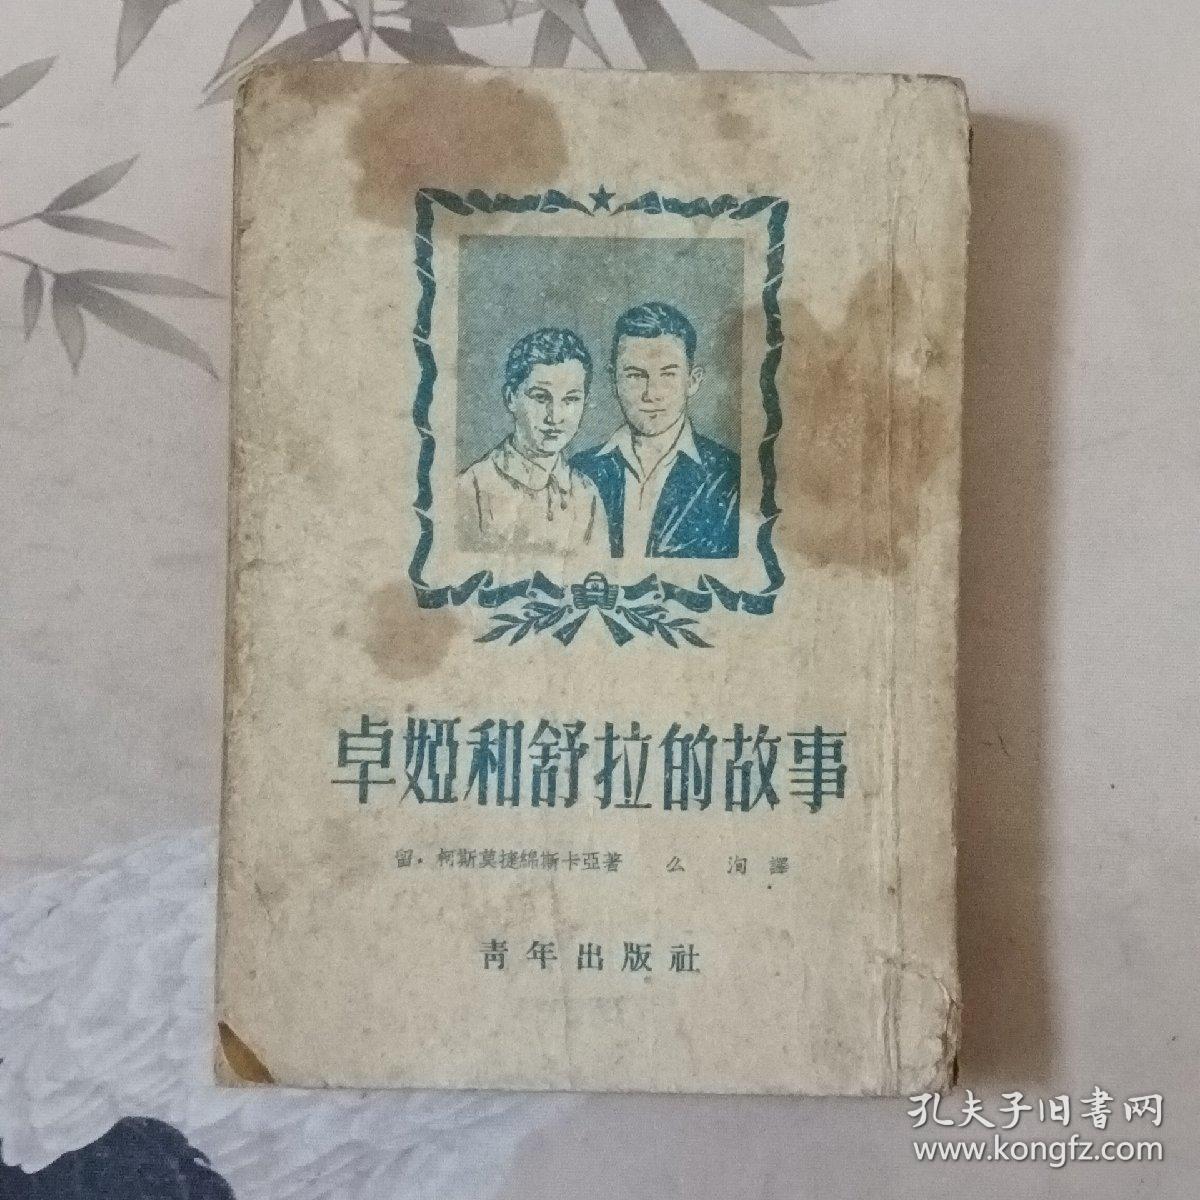 卓婭和舒拉的故事
留·柯斯莫捷綿斯卡亞著 么洵譯
青年出版社
孔夫子旧書网
www.kongfz.com